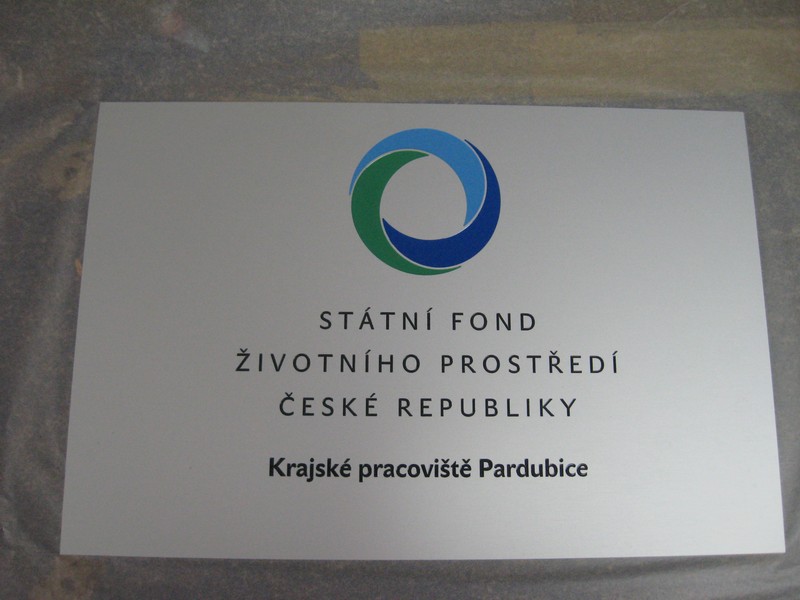 STÁTNÍ FOND
ŽIVOTNÍHO PROSTŘEDÍ
ČESKÉ REPUBLIKY
Krajské pracoviště Pardubice